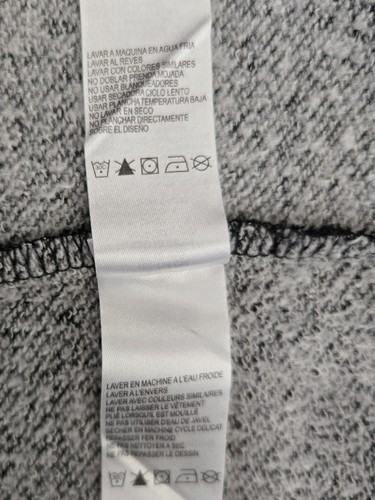 LAVAR A MAQUINA EN AGUA FRIA
LAVAR AL REVES
LAVAR CON COLORES SIMILARES
NO DOBLAR PRENDA MOJADA
NO USAR BLANQUEADORES
USAR SECADORA CICLO LENTO
USAR PLANCHA TEMPERATURA BAJA
NO LAVAR EN SECO
NO PLANCHAR DIRECTAMENTE
SOBRE EL DISEÑO
LAVER EN MACHINE A L'EAU FROIDE
LAVER A L'ENVERS
LAVER AVEC COULEURS SIMILAIRES
NE PAS LAISSER LE VÊTEMENT
PLIÉ LORSQU'IL EST MOUILLÉ
NE PAS UTILISER D'EAU DE JAVEL
SECHER EN MACHINE CYCLE DELICAT
REPASSER FER FROID
NE PAS NETTOYER A SEC
NE PAS REPASSER LE DESSIN